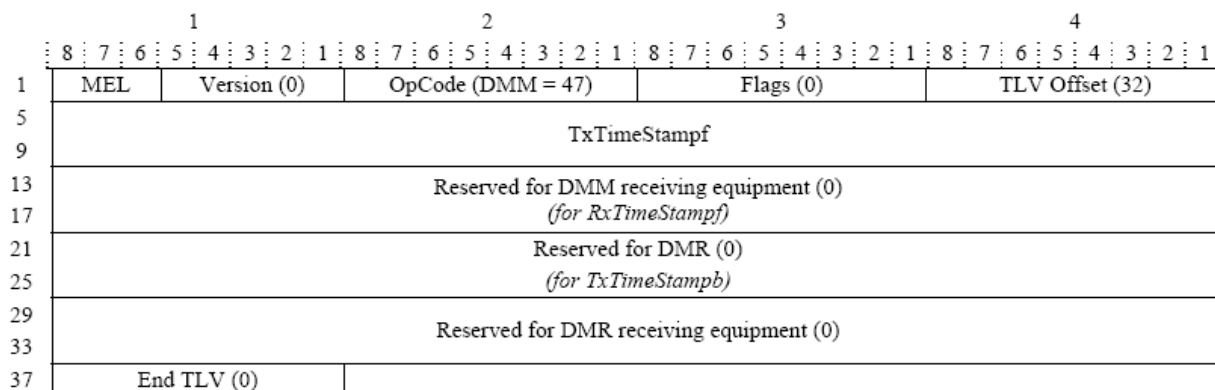 1 2 3 4
8 7 6 5 4 3 2 1 8 7 6 5 4 3 2 1 8 7 6 5 4 3 2 1 8 7 6 5 4 3 2 1
1 MEL Version (0) OpCode (DMM = 47) Flags (0) TLV Offset (32)
5
TxTimeStampf
9
13 Reserved for DMM receiving equipment (0)
17 (for RxTimeStampf)
21 Reserved for DMR (0)
25 (for TxTimeStampb)
29
Reserved for DMR receiving equipment (0)
33
37 End TLV (0)